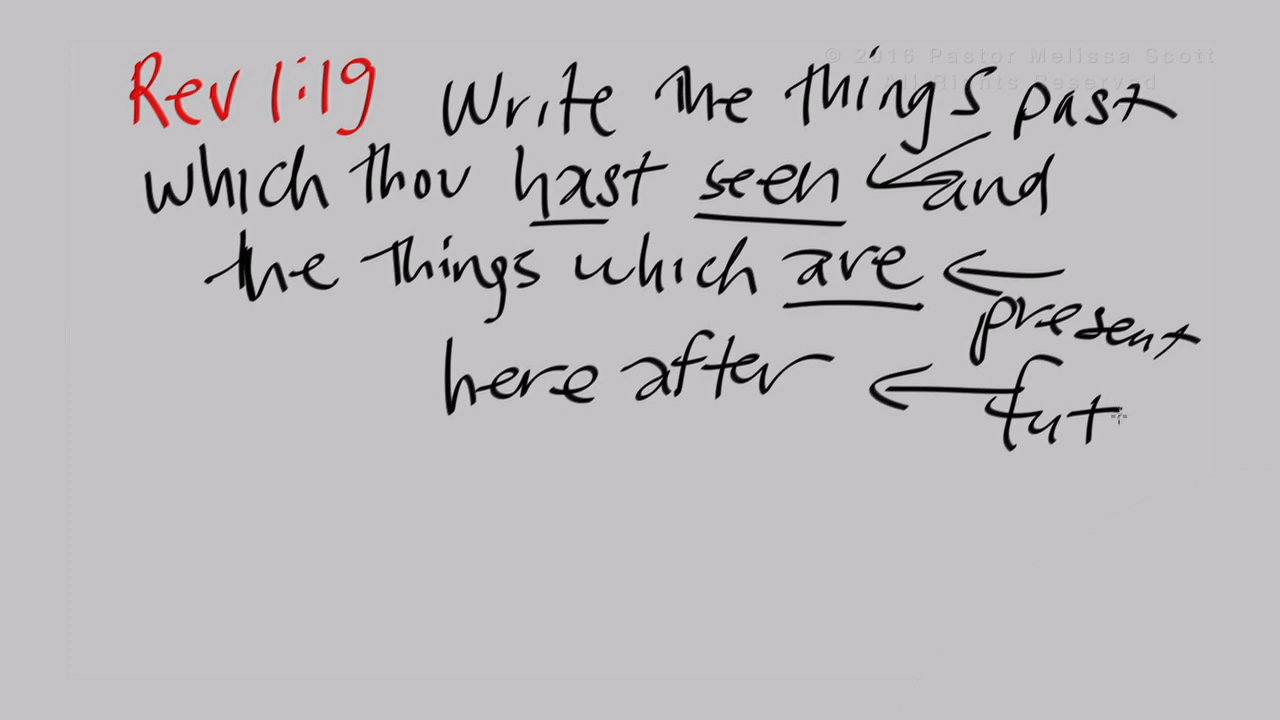 © 2016 Pastor Melissa Scott
All Rights Reserved
Rev 1:19 Write the things past
which thou hast seen and
the things which are
present
here after
fut